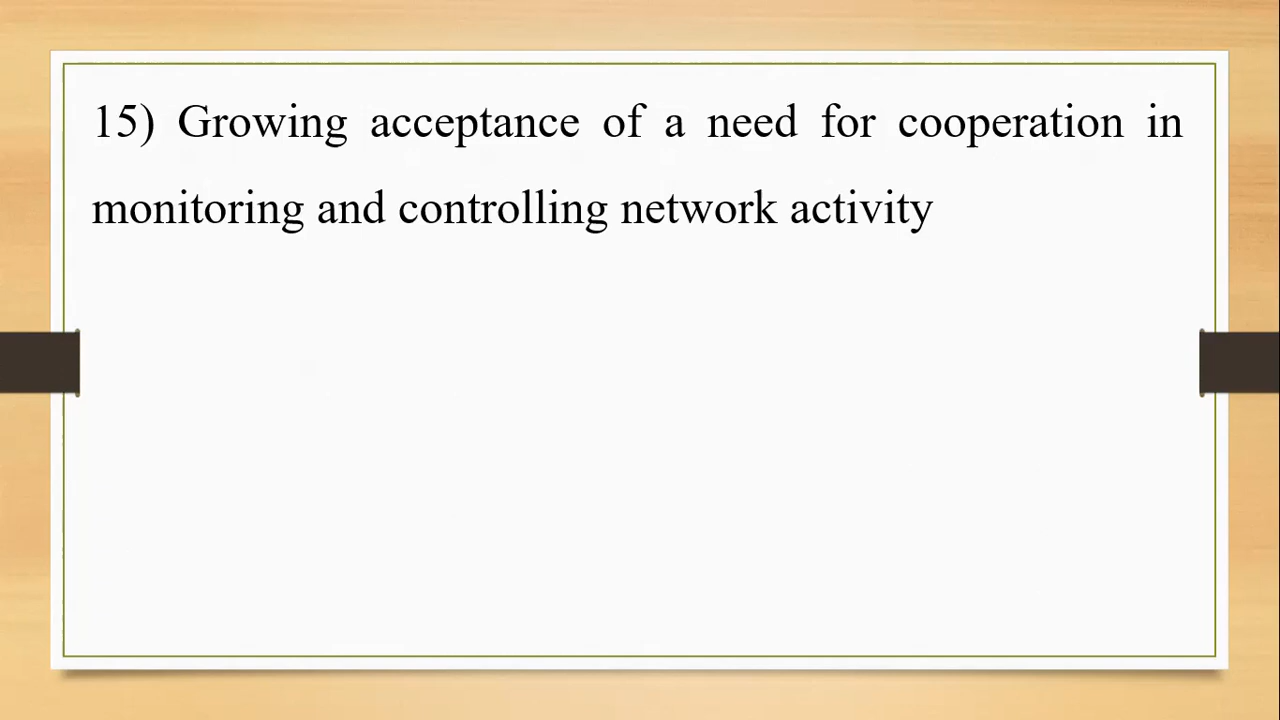 15) Growing acceptance of a need for cooperation in
monitoring and controlling network activity